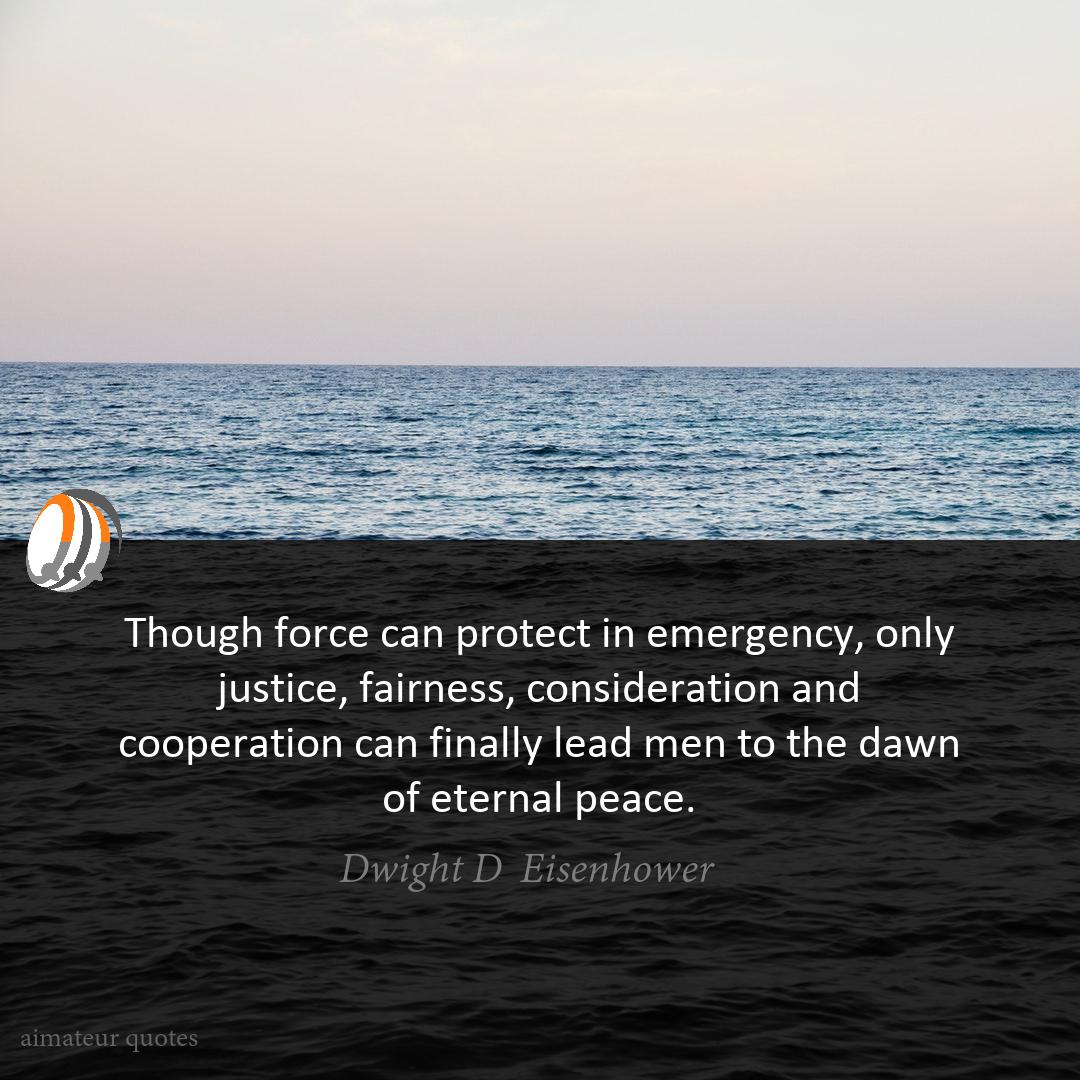 Though force can protect in emergency, only
justice, fairness, consideration and
cooperation can finally lead men to the dawn
of eternal peace.
Dwight D  Eisenhower
aimateur quotes